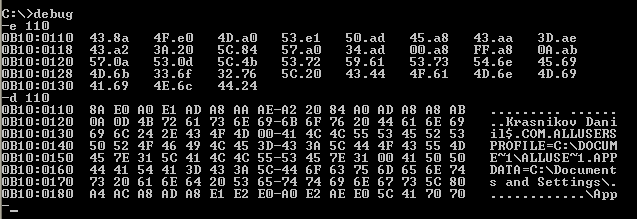 C:\>debug
-e 110
0B10:0110  43.8a   4F.e0   4D.a0   53.e1   50.ad   45.a8   43.aa   3D.ae
0B10:0118  43.a2   3A.20   5C.84   57.a0   34.ad   00.a8   FF.a8   0A.ab
0B10:0120  57.0a   53.0d   5C.4b   53.72   59.61   53.73   54.6e   45.69
0B10:0128  4D.6b   33.6f   32.76   5C.20   43.44   4F.61   4D.6e   4D.69
0B10:0130  41.69   4E.6c   44.24
-d 110
0B10:0110  8A E0 A0 E1 AD A8 AA AE-A2 20 84 A0 AD A8 A8 AB   ......... ......
0B10:0120  0A 0D 4B 72 61 73 6E 69-6B 6F 76 20 44 61 6E 69   ..Krasnikov Dani
0B10:0130  69 6C 24 2E 43 4F 4D 00-41 4C 4C 55 53 45 52 53   il$.COM.ALLUSERS
0B10:0140  50 52 4F 46 49 4C 45 3D-43 3A 5C 44 4F 43 55 4D   PROFILE=C:\DOCUM
0B10:0150  45 7E 31 5C 41 4C 4C 55-53 45 7E 31 00 41 50 50   E~1\ALLUSE~1.APP
0B10:0160  44 41 54 41 3D 43 3A 5C-44 6F 63 75 6D 65 6E 74   DATA=C:\Document
0B10:0170  73 20 61 6E 64 20 53 65-74 74 69 6E 67 73 5C 80   s and Settings\.
0B10:0180  A4 AC A8 AD A8 E1 E2 E0-A0 E2 AE E0 5C 41 70 70   ............\App
-